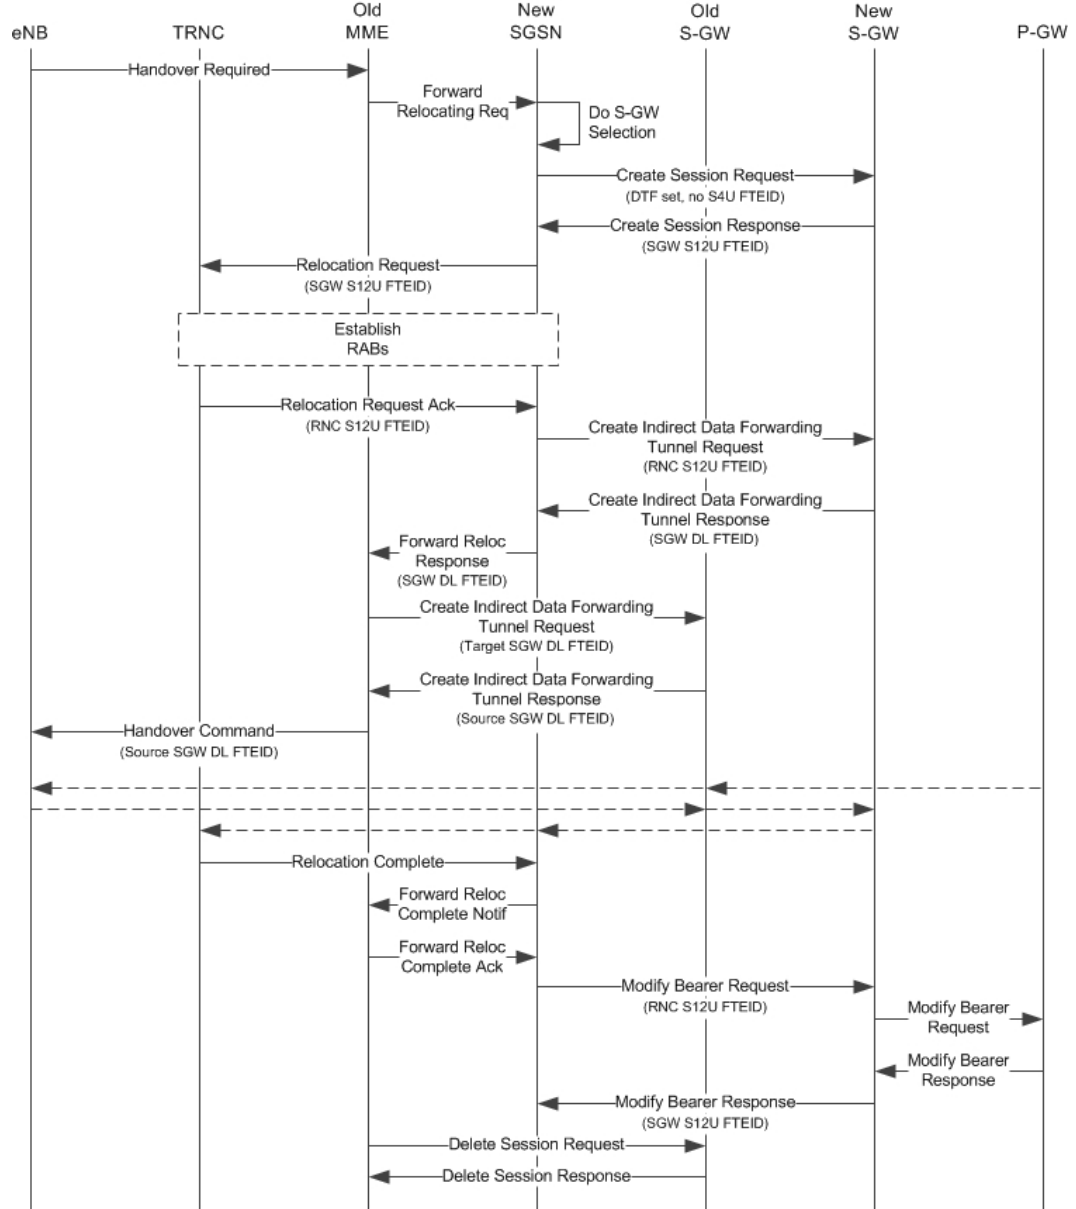 Old New Old New
eNB TRNC MME SGSN S-GW S-GW P-GW
Handover Required
Forward
Relocating Req
Do S-GW
Selection
Create Session Request
(DTF set, no S4U FTEID)
Create Session Response
(SGW S12U FTEID)
Relocation Request
(SGW S12U FTEID)
Establish
RABs
Relocation Request Ack
(RNC S12U FTEID)
Create Indirect Data Forwarding
Tunnel Request
(RNC S12U FTEID)
Create Indirect Data Forwarding
Tunnel Response
(SGW DL FTEID)
Forward Reloc
Response
(SGW DL FTEID)
Create Indirect Data Forwarding
Tunnel Request
(Target SGW DL FTEID)
Create Indirect Data Forwarding
Tunnel Response
(Source SGW DL FTEID)
Handover Command
(Source SGW DL FTEID)
Relocation Complete
Forward Reloc
Complete Notif
Forward Reloc
Complete Ack
Modify Bearer Request
(RNC S12U FTEID)
Modify Bearer
Request
Modify Bearer
Response
Modify Bearer Response
(SGW S12U FTEID)
Delete Session Request
Delete Session Response